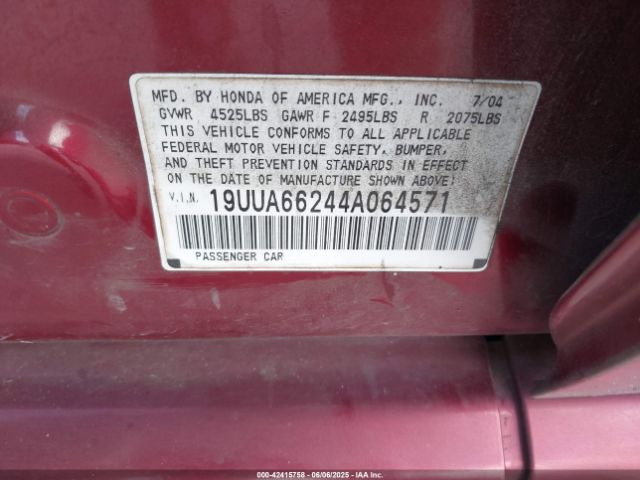 MFD. BY HONDA OF AMERICA MFG., INC. 7/04
GVWR 4525LBS GAWR F 2495LBS R 2075LBS
THIS VEHICLE CONFORMS TO ALL APPLICABLE
FEDERAL MOTOR VEHICLE SAFETY, BUMPER,
AND THEFT PREVENTION STANDARDS IN EFFECT
ON THE DATE OF MANUFACTURE SHOWN ABOVE:
V.I.N. 19UUA66244A064571
PASSENGER CAR
000-42415758 - 06/06/2025 - IAAI Inc.